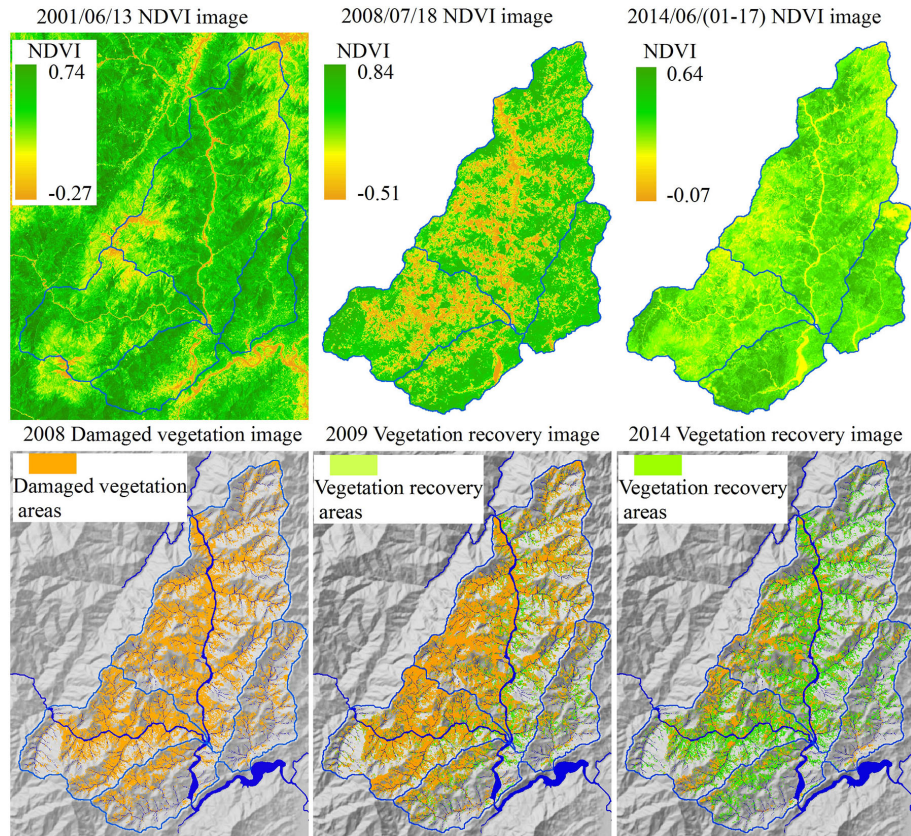 2001/06/13 NDVI image
2008/07/18 NDVI image
2014/06/(01-17) NDVI image
NDVI
0.74
-0.27
NDVI
0.84
-0.51
NDVI
0.64
-0.07
2008 Damaged vegetation image
2009 Vegetation recovery image
2014 Vegetation recovery image
Damaged vegetation
areas
Vegetation recovery
areas
Vegetation recovery
areas